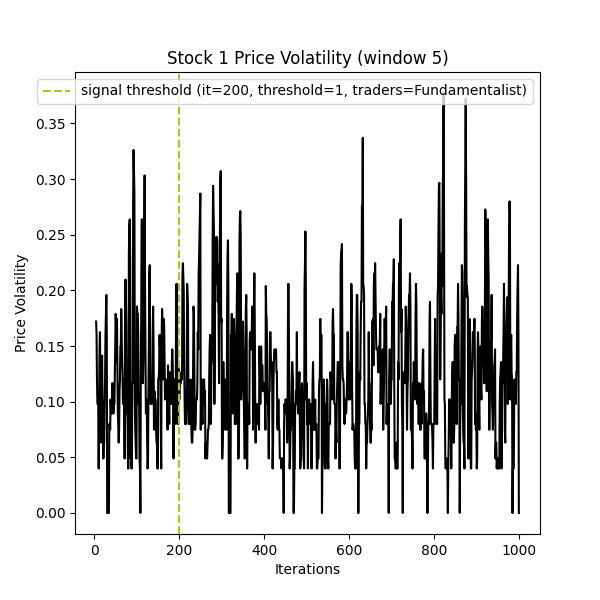 Stock 1 Price Volatility (window 5)
signal threshold (it=200, threshold=1, traders=Fundamentalist)
0.35
0.30
0.25
0.20
0.15
0.10
0.05
0.00
Price Volatility
0 200 400 600 800 1000
Iterations